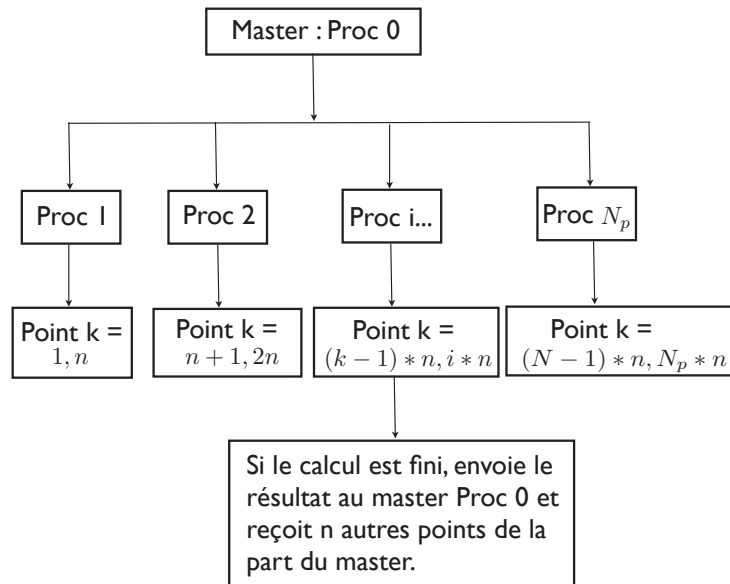 Master : Proc 0
Proc 1
Proc 2
Proc i...
Proc $N_p$
Point k =
$1, n$
Point k =
$n + 1, 2n$
Point k =
$(k - 1) * n, i * n$
Point k =
$(N - 1) * n, N_p * n$
Si le calcul est fini, envoie le
résultat au master Proc 0 et
reçoit n autres points de la
part du master.